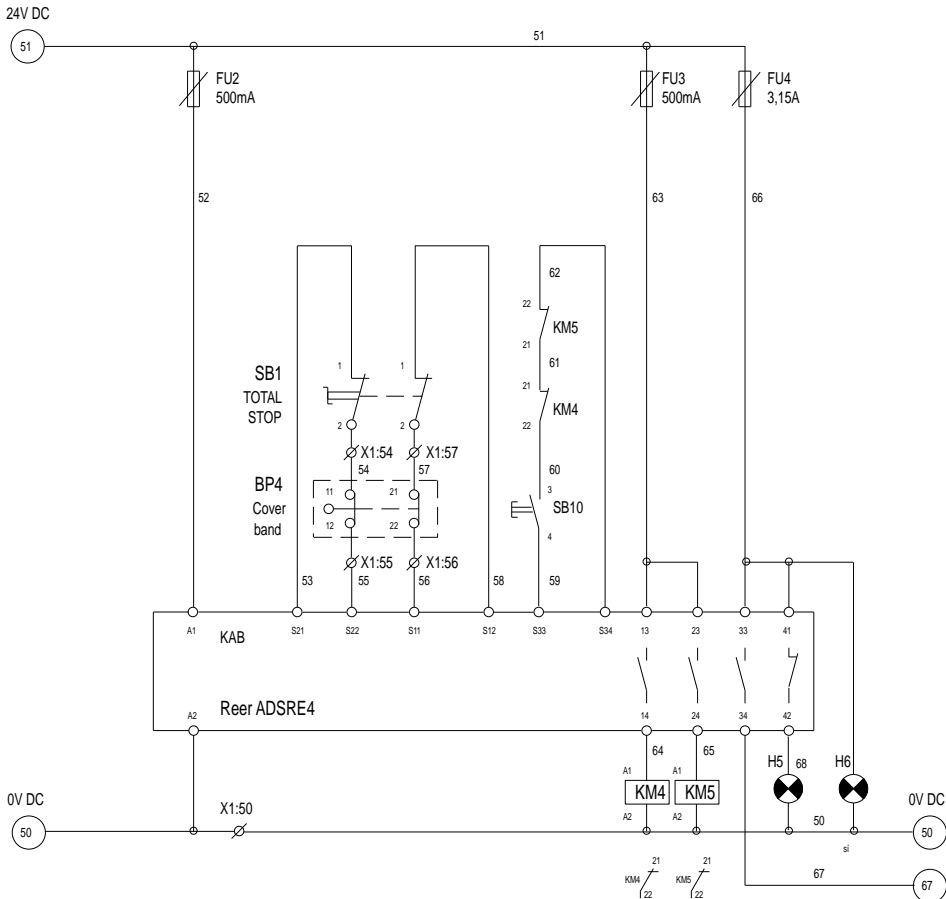 24V DC
51
51
FU2
500mA
FU3
500mA
FU4
3,15A
52
63
66
62
22
KM5
21
61
1
1
SB1
TOTAL
STOP
21
KM4
22
2
2
X1:54
X1:57
54
57
60
BP4
Cover
band
11
21
12
22
3
SB10
4
X1:55
X1:56
53
55
56
58
59
A1
S21
S22
S11
S12
S33
S34
13
23
33
41
KAB
Reer ADSRE4
A2
14
24
34
42
64
65
H5
68
H6
A1
KM4
A2
A1
KM5
A2
0V DC
50
X1:50
50
0V DC
50
sí
67
67
KM4
21
22
KM5
21
22